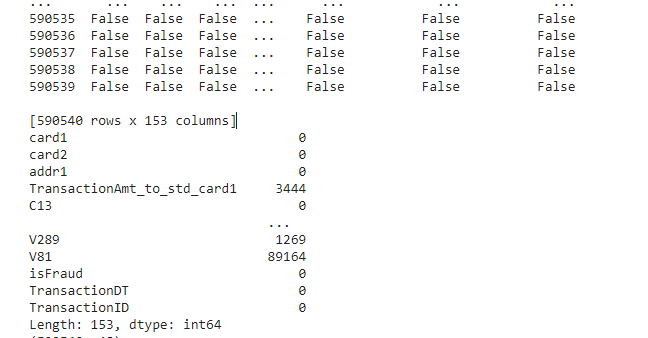 ...      ...    ...    ...  ...      ...            ...            ...
590535  False  False  False  ...    False          False          False
590536  False  False  False  ...    False          False          False
590537  False  False  False  ...    False          False          False
590538  False  False  False  ...    False          False          False
590539  False  False  False  ...    False          False          False
[590540 rows x 153 columns]
card1                           0
card2                           0
addr1                           0
TransactionAmt_to_std_card1     3444
C13                             0
...
V289                            1269
V81                             89164
isFraud                         0
TransactionDT                   0
TransactionID                   0
Length: 153, dtype: int64